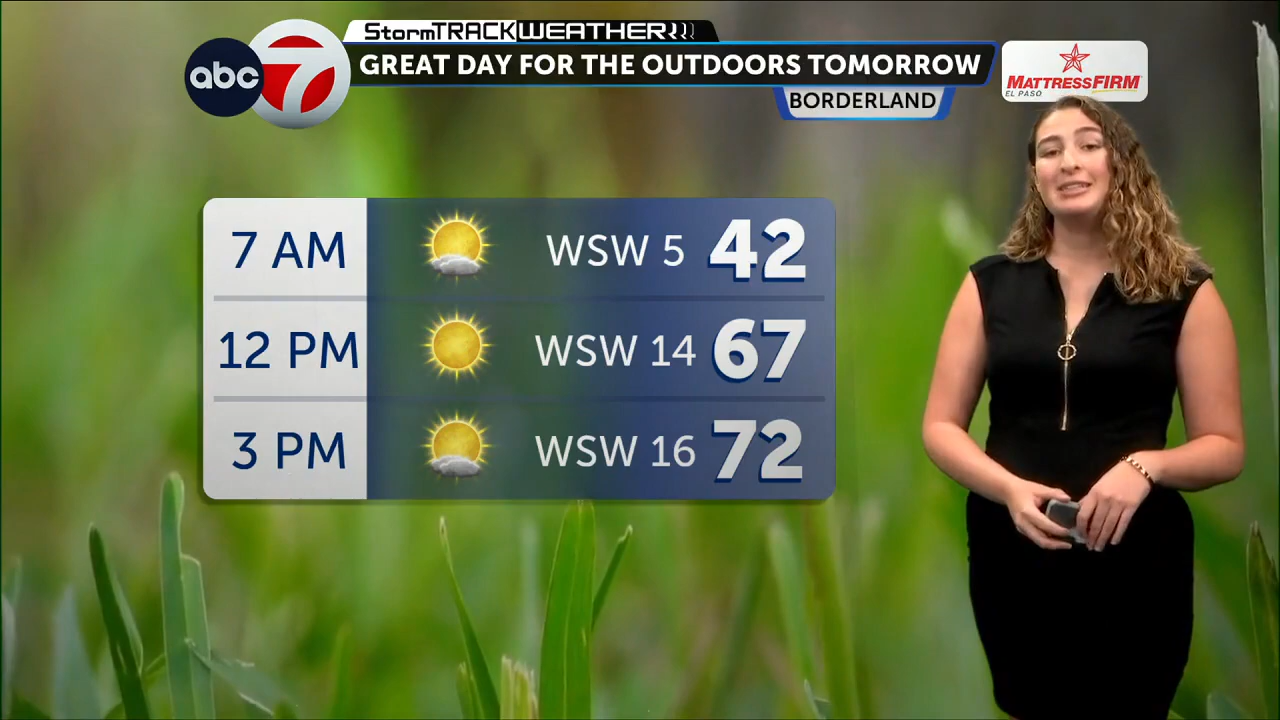 StormTRACKWEATHER
abc 7
GREAT DAY FOR THE OUTDOORS TOMORROW
BORDERLAND
MATTRESSFIRM
EL PASO
7 AM WSW 5 42
12 PM WSW 14 67
3 PM WSW 16 72